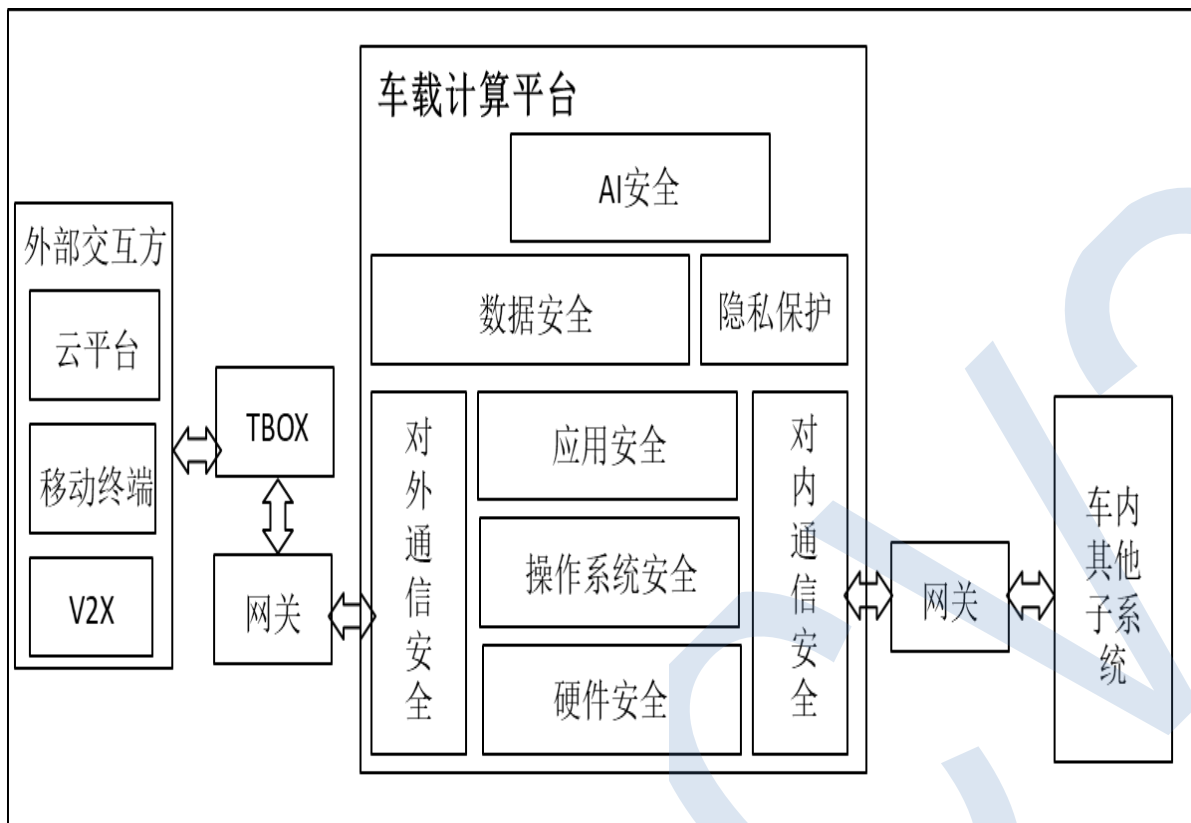 车载计算平台
AI安全
数据安全
隐私保护
外部交互方
云平台
移动终端
V2X
TBOX
网关
对外通信安全
应用安全
操作系统安全
硬件安全
对内通信安全
网关
车内其他子系统